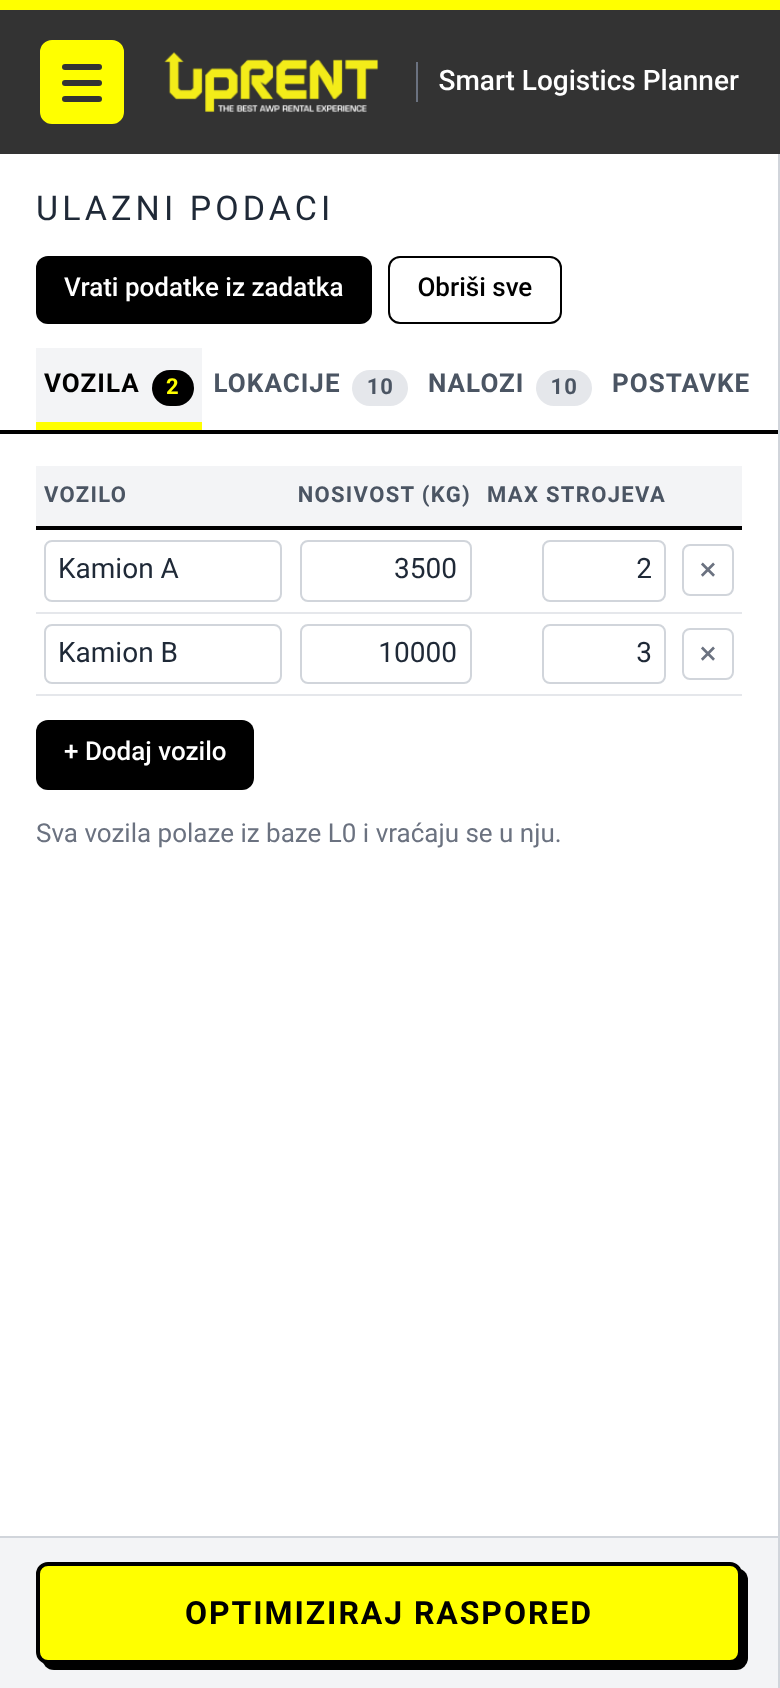 UpRENT
THE BEST AWP RENTAL EXPERIENCE
Smart Logistics Planner
ULAZNI PODACI
Vrati podatke iz zadatka
Obriši sve
VOZILA 2 LOKACIJE 10 NALOZI 10 POSTAVKE
VOZILO NOSIVOST (KG) MAX STROJEVA
Kamion A 3500 2 ×
Kamion B 10000 3 ×
+ Dodaj vozilo
Sva vozila polaze iz baze L0 i vraćaju se u nju.
OPTIMIZIRAJ RASPORED